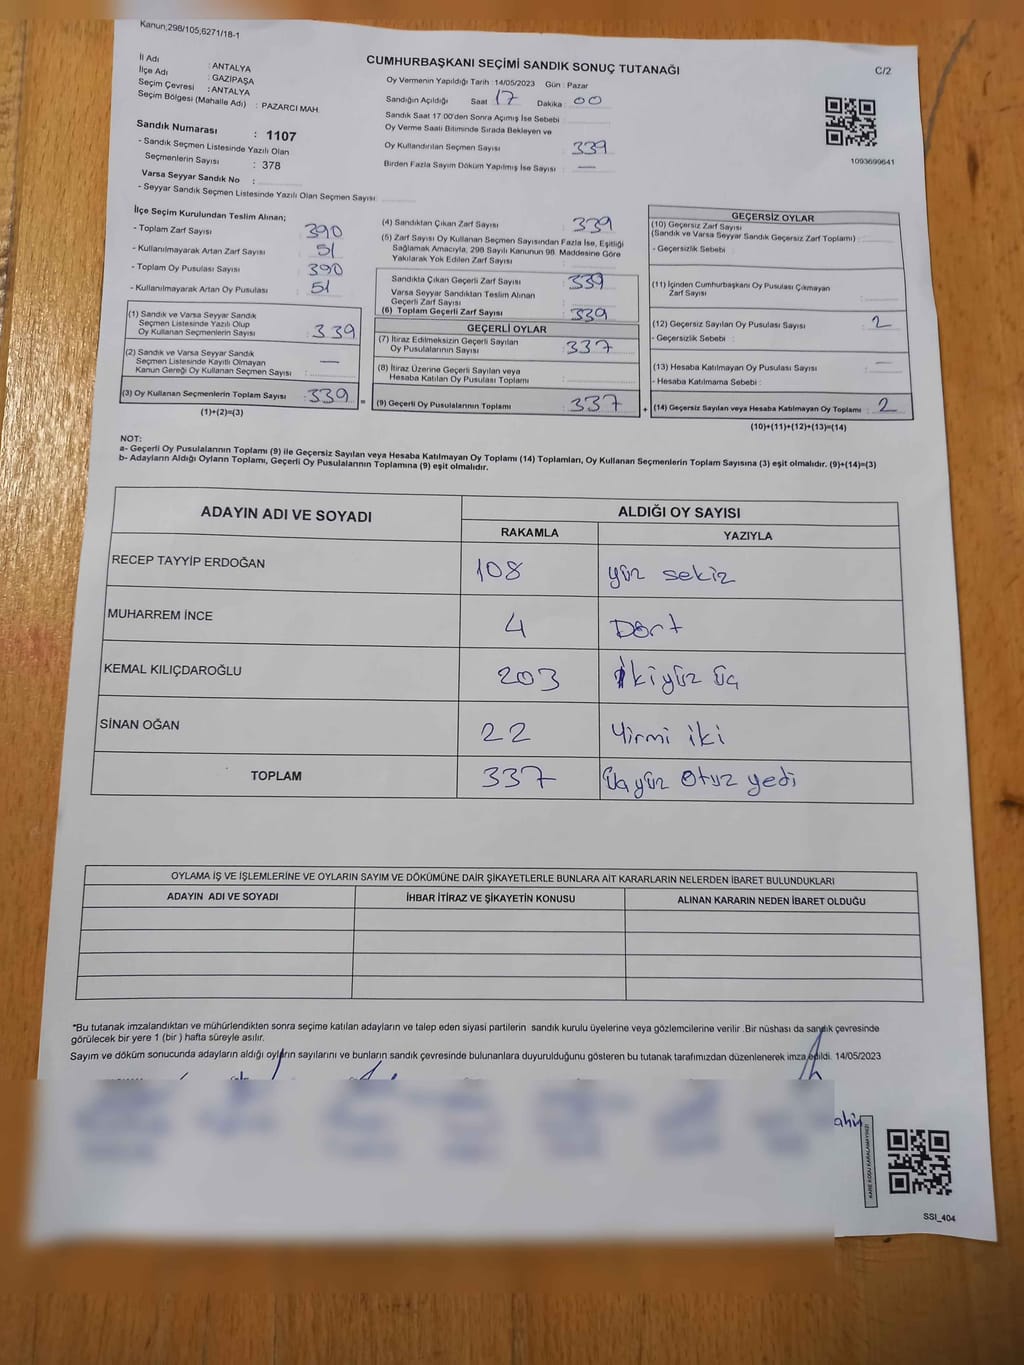 Kanun,298/105,6271/18-1
İl Adı : ANTALYA
İlçe Adı : GAZİPAŞA
Seçim Çevresi : ANTALYA
Seçim Bölgesi (Mahalle Adı) : PAZARCI MAH.
Sandık Numarası : 1107
- Sandık Seçmen Listesinde Yazılı Olan
Seçmenlerin Sayısı : 378
Varsa Seyyar Sandık No :
- Seyyar Sandık Seçmen Listesinde Yazılı Olan Seçmen Sayısı
CUMHURBAŞKANI SEÇİMİ SANDIK SONUÇ TUTANAĞI
C/2
Oy Vermenin Yapıldığı Tarih :14/05/2023 Gün : Pazar
Sandığın Açıldığı Saat 17 Dakika 00
Sandık Saat 17 00'den Sonra Açımış İse Sebebi
Oy Verme Saati Bitiminde Sırada Bekleyen ve
Oy Kullandırılan Seçmen Sayısı 339
Birden Fazla Sayım Döküm Yapılmış İse Sayısı —
1093699641
İlçe Seçim Kurulundan Teslim Alınan;
- Toplam Zarf Sayısı 390
- Kullanılmayarak Artan Zarf Sayısı 51
- Toplam Oy Pusulası Sayısı 390
- Kullanılmayarak Artan Oy Pusulası 51
(1) Sandık ve Varsa Seyyar Sandık
Seçmen Listesinde Yazılı Olup
Oy Kullanan Seçmenlerin Sayısı : 339
(2) Sandık ve Varsa Seyyar Sandık
Seçmen Listesinde Kayıtlı Olmayan
Kanun Gereği Oy Kullanan Seçmen Sayısı : —
(3) Oy Kullanan Seçmenlerin Toplam Sayısı : 339
(1)+(2)=(3)
(4) Sandıktan Çıkan Zarf Sayısı : 339
(5) Zarf Sayısı Oy Kullanan Seçmen Sayısından Fazla İse, Eşitliği
Sağlamak Amacıyla, 298 Sayılı Kanunun 98. Maddesine Göre
Yakılarak Yok Edilen Zarf Sayısı :
Sandıkta Çıkan Geçerli Zarf Sayısı : 339
Varsa Seyyar Sandıktan Teslim Alınan
Geçerli Zarf Sayısı :
(6) Toplam Geçerli Zarf Sayısı : 339
GEÇERLİ OYLAR
(7) İtiraz Edilmeksizin Geçerli Sayılan
Oy Pusulalarının Sayısı : 337
(8) İtiraz Üzerine Geçerli Sayılan veya
Hesaba Katılan Oy Pusulası Toplamı :
= (9) Geçerli Oy Pusulalarının Toplamı : 337
GEÇERSİZ OYLAR
(10) Geçersiz Zarf Sayısı
(Sandık ve Varsa Seyyar Sandık Geçersiz Zarf Toplamı) :
- Geçersizlik Sebebi :
(11) İçinden Cumhurbaşkanı Oy Pusulası Çıkmayan
Zarf Sayısı :
(12) Geçersiz Sayılan Oy Pusulası Sayısı : 2
- Geçersizlik Sebebi :
(13) Hesaba Katılmayan Oy Pusulası Sayısı : —
- Hesaba Katılmama Sebebi :
+ (14) Geçersiz Sayılan veya Hesaba Katılmayan Oy Toplamı : 2
(10)+(11)+(12)+(13)=(14)
NOT:
a- Geçerli Oy Pusulalarının Toplamı (9) ile Geçersiz Sayılan veya Hesaba Katılmayan Oy Toplamı (14) Toplamları, Oy Kullanan Seçmenlerin Toplam Sayısına (3) eşit olmalıdır. (9)+(14)=(3)
b- Adayların Aldığı Oyların Toplamı, Geçerli Oy Pusulalarının Toplamına (9) eşit olmalıdır.
ADAYIN ADI VE SOYADI ALDIĞI OY SAYISI
RAKAMLA YAZIYLA
RECEP TAYYİP ERDOĞAN 108 yüz sekiz
MUHARREM İNCE 4 Dört
KEMAL KILIÇDAROĞLU 203 ikiyüz üç
SİNAN OĞAN 22 Yirmi iki
TOPLAM 337 Üçyüz Otuz yedi
OYLAMA İŞ VE İŞLEMLERİNE VE OYLARIN SAYIM VE DÖKÜMÜNE DAİR ŞİKAYETLERLE BUNLARA AİT KARARLARIN NELERDEN İBARET BULUNDUKLARI
ADAYIN ADI VE SOYADI İHBAR İTİRAZ VE ŞİKAYETİN KONUSU ALINAN KARARIN NEDEN İBARET OLDUĞU
*Bu tutanak imzalandıktan ve mühürlendikten sonra seçime katılan adayların ve talep eden siyasi partilerin sandık kurulu üyelerine veya gözlemcilerine verilir .Bir nüshası da sandık çevresinde
görülecek bir yere 1 (bir ) hafta süreyle asılır.
Sayım ve döküm sonucunda adayların aldığı oyların sayılarını ve bunların sandık çevresinde bulunanlara duyurulduğunu gösteren bu tutanak tarafımızdan düzenlenerek imza edildi. 14/05/2023
ahin
SSI_404